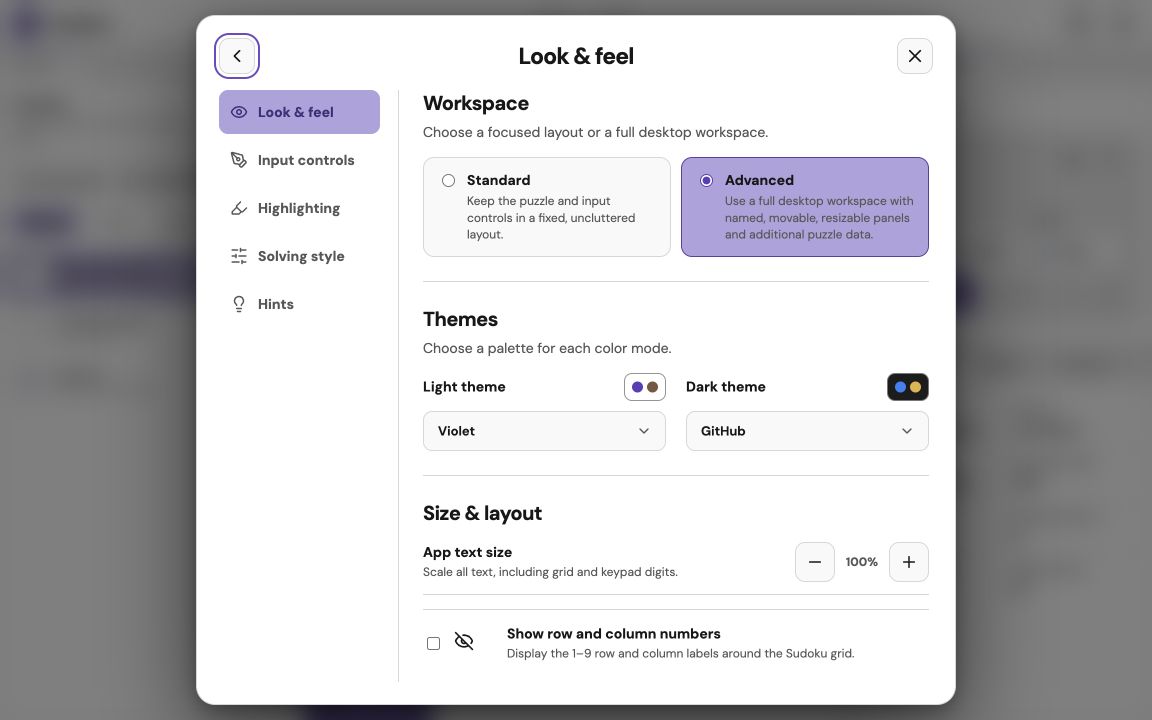 Look & feel
Look & feel
Input controls
Highlighting
Solving style
Hints
Workspace
Choose a focused layout or a full desktop workspace.
Standard
Keep the puzzle and input
controls in a fixed, uncluttered
layout.
Advanced
Use a full desktop workspace with
named, movable, resizable panels
and additional puzzle data.
Themes
Choose a palette for each color mode.
Light theme
Violet
Dark theme
GitHub
Size & layout
App text size
Scale all text, including grid and keypad digits.
100%
Show row and column numbers
Display the 1–9 row and column labels around the Sudoku grid.